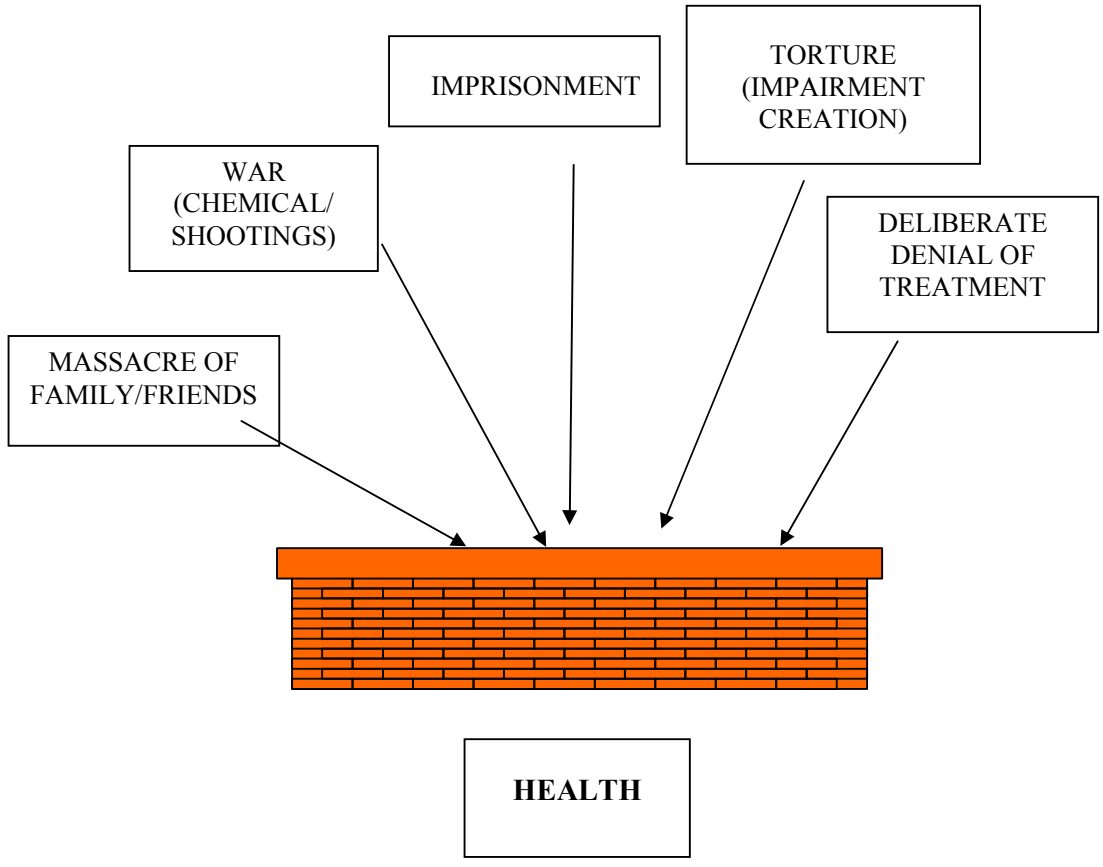 IMPRISONMENT
TORTURE
(IMPAIRMENT
CREATION)
WAR
(CHEMICAL/
SHOOTINGS)
DELIBERATE
DENIAL OF
TREATMENT
MASSACRE OF
FAMILY/FRIENDS
HEALTH